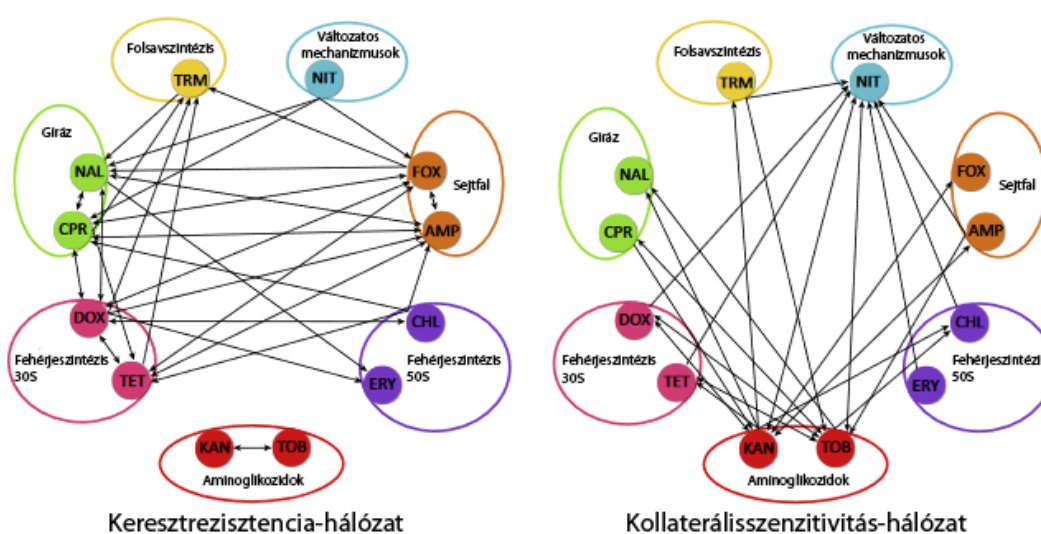 Folsavszintézis
TRM
Változatos
mechanizmusok
NIT
Giráz
NAL
CPR
FOX
Sejtfal
AMP
DOX
Fehérjeszintézis
30S
TET
CHL
Fehérjeszintézis
50S
ERY
KAN
TOB
Aminoglikozidok
Keresztrezisztencia-hálózat
Folsavszintézis
TRM
Változatos
mechanizmusok
NIT
Giráz
NAL
CPR
FOX
Sejtfal
AMP
DOX
Fehérjeszintézis
30S
TET
CHL
Fehérjeszintézis
50S
ERY
KAN
TOB
Aminoglikozidok
Kollaterálisszenzitivitás-hálózat